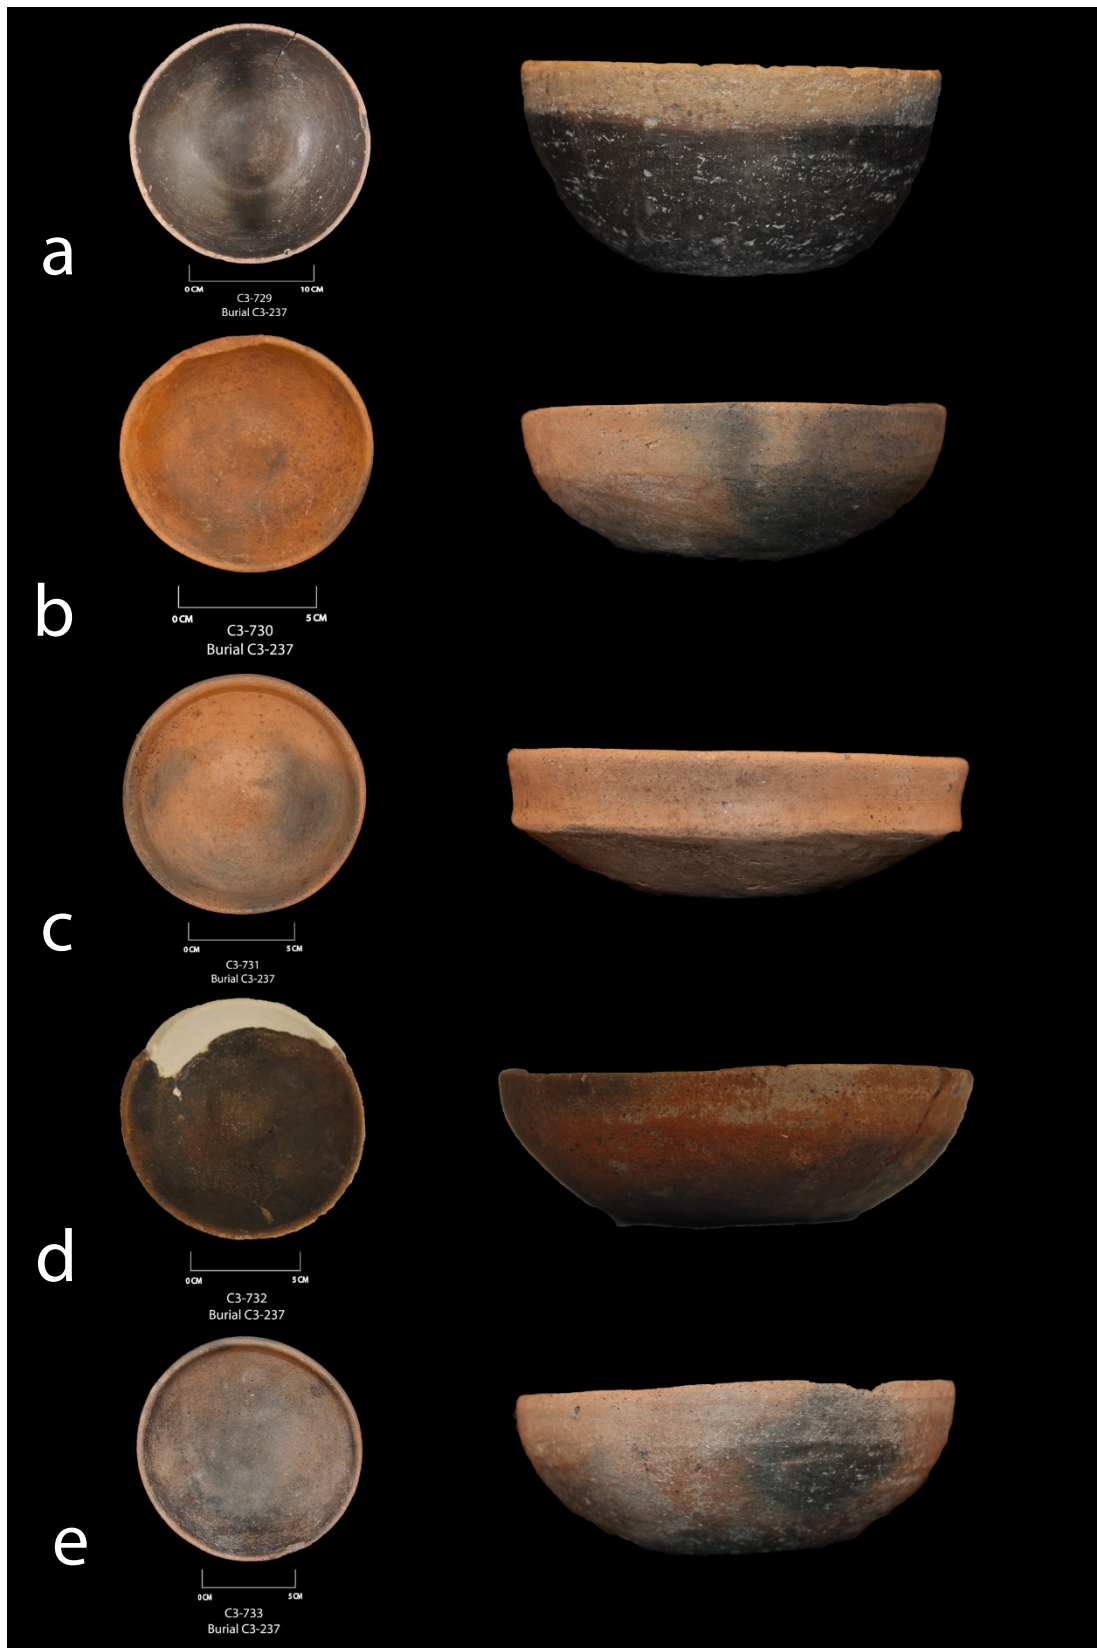 a
0 CM 10 CM
C3-729
Burial C3-237
b
0 CM 5 CM
C3-730
Burial C3-237
c
0 CM 5 CM
C3-731
Burial C3-237
d
0 CM 5 CM
C3-732
Burial C3-237
e
0 CM 5 CM
C3-733
Burial C3-237